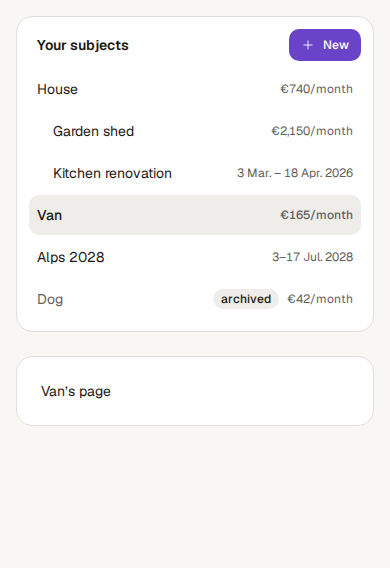 Your subjects
+ New
House €740/month
Garden shed €2,150/month
Kitchen renovation 3 Mar. – 18 Apr. 2026
Van €165/month
Alps 2028 3–17 Jul. 2028
Dog archived €42/month
Van's page